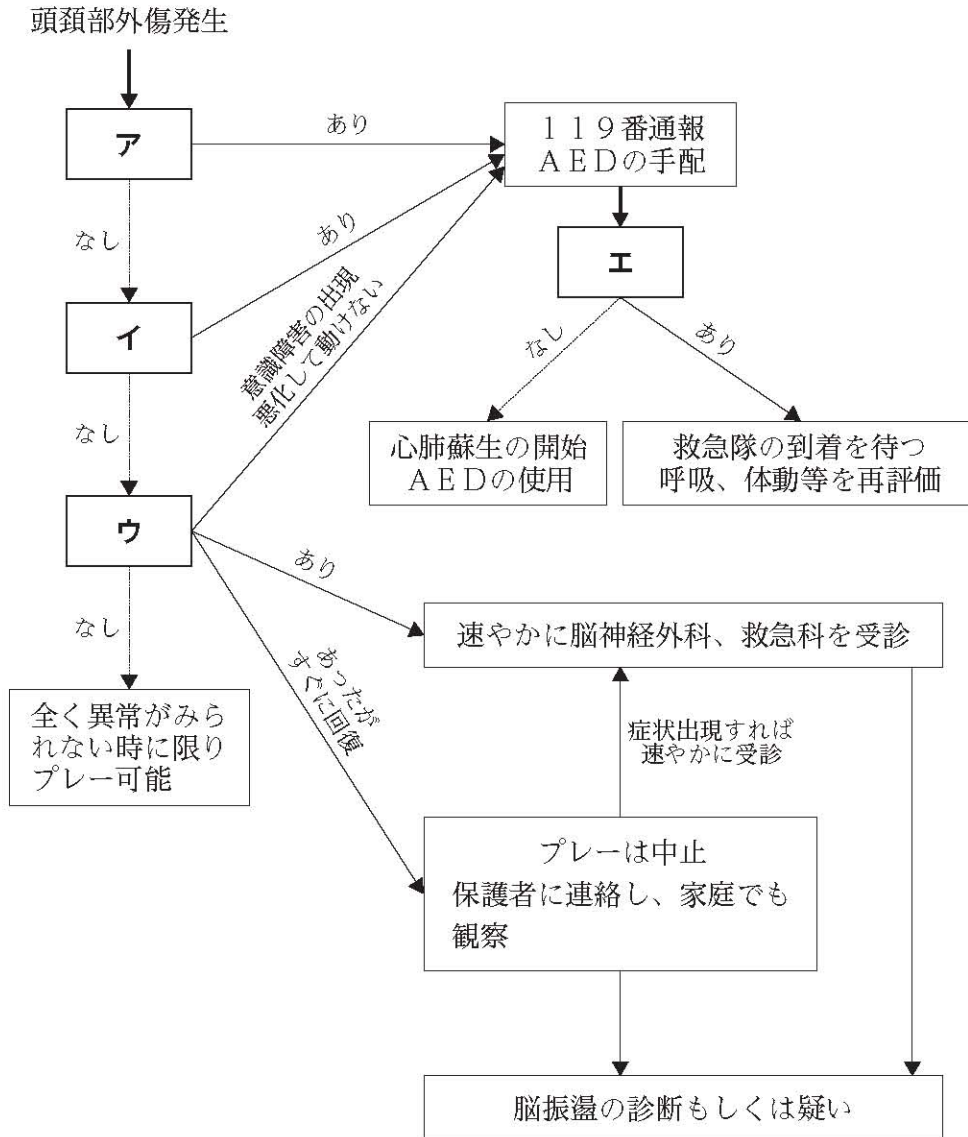 頭頚部外傷発生
ア
あり
１１９番通報
ＡＥＤの手配
なし
あり
エ
イ
意識障害の出現
悪化して動けない
なし
あり
なし
心肺蘇生の開始
ＡＥＤの使用
救急隊の到着を待つ
呼吸、体動等を再評価
ウ
あり
なし
速やかに脳神経外科、救急科を受診
あったが
すぐに回復
全く異常がみら
れない時に限り
プレー可能
症状出現すれば
速やかに受診
プレーは中止
保護者に連絡し、家庭でも
観察
脳振盪の診断もしくは疑い